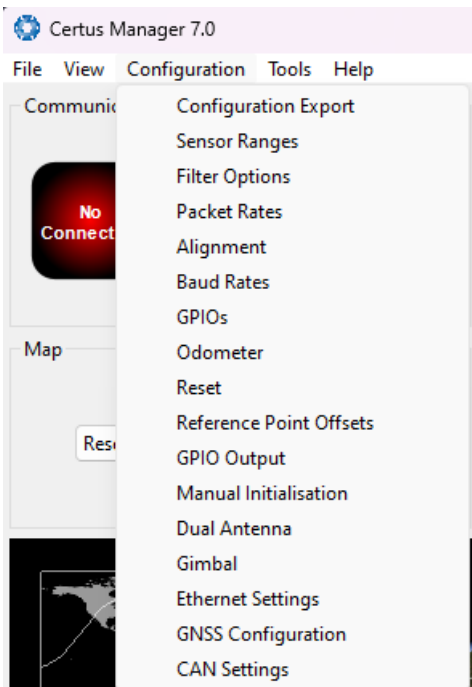 Certus Manager 7.0
File View Configuration Tools Help
Configuration Export
Sensor Ranges
Filter Options
Packet Rates
Alignment
Baud Rates
GPIOs
Odometer
Reset
Reference Point Offsets
GPIO Output
Manual Initialisation
Dual Antenna
Gimbal
Ethernet Settings
GNSS Configuration
CAN Settings
No
Map